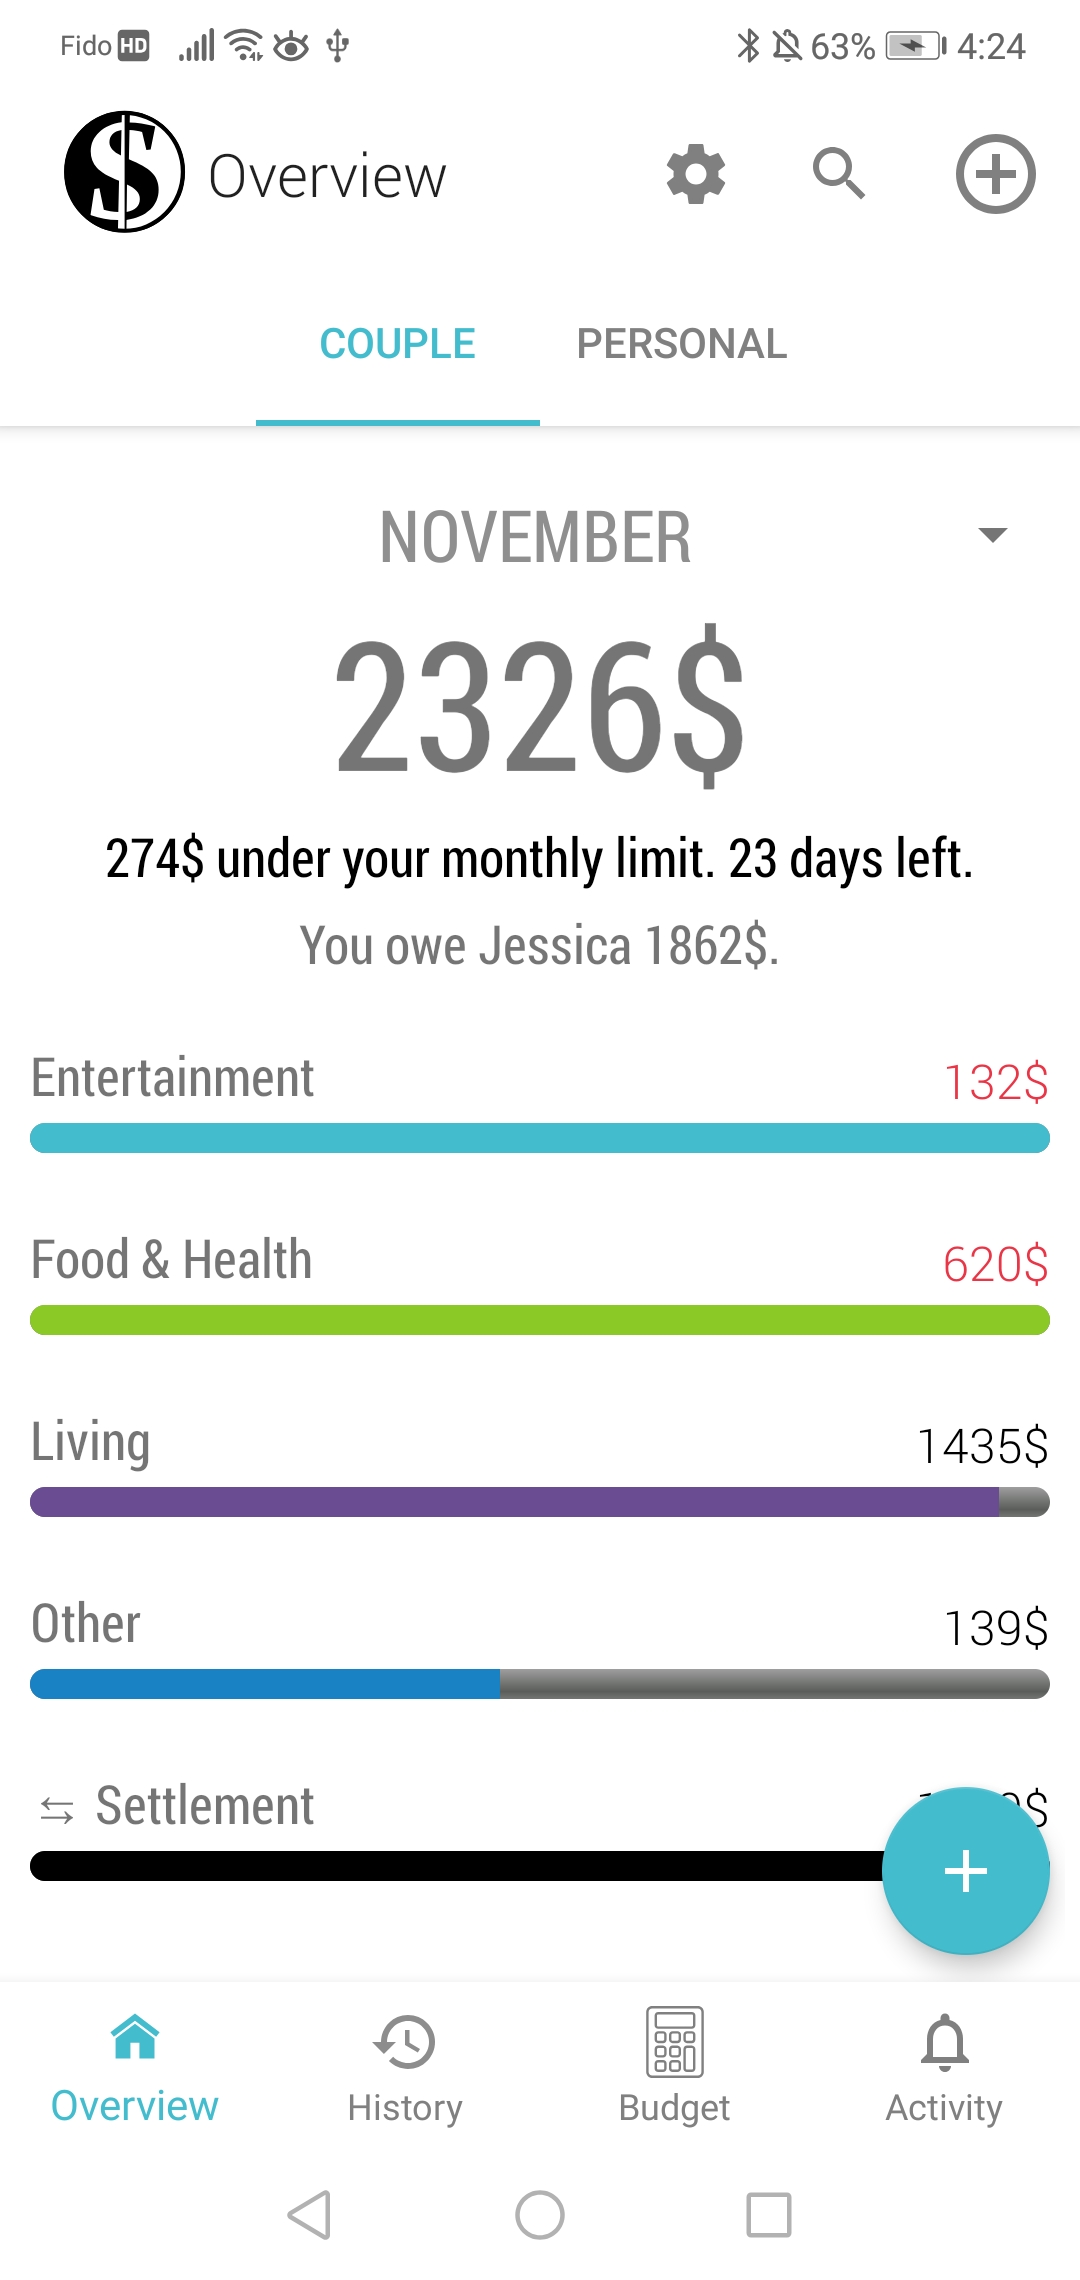 Fido HD 63% 4:24
Overview
COUPLE PERSONAL
NOVEMBER
2326$
274$ under your monthly limit. 23 days left.
You owe Jessica 1862$.
Entertainment 132$
Food & Health 620$
Living 1435$
Other 139$
Settlement
Overview History Budget Activity